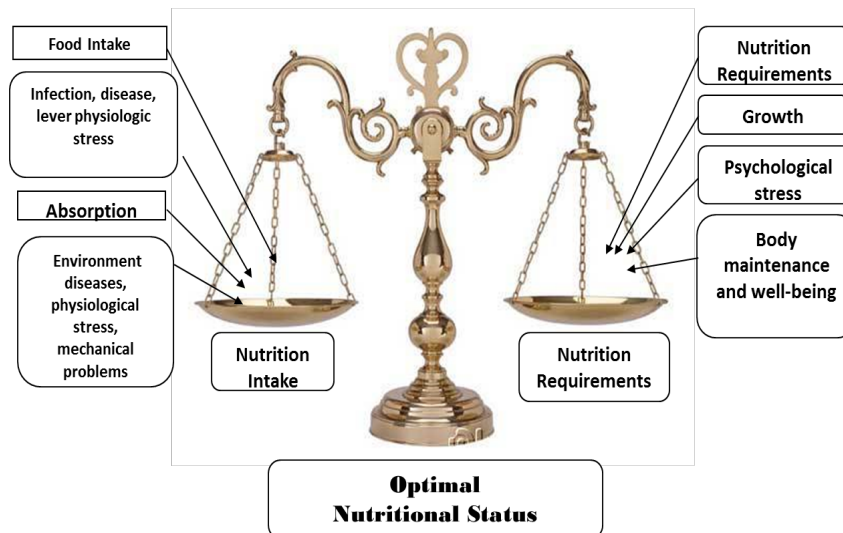 Food Intake
Infection, disease,
lever physiologic
stress
Absorption
Environment
diseases,
physiological
stress,
mechanical
problems
Nutrition
Intake
Nutrition
Requirements
Growth
Psychological
stress
Body
maintenance
and well-being
Nutrition
Requirements
Optimal
Nutritional Status